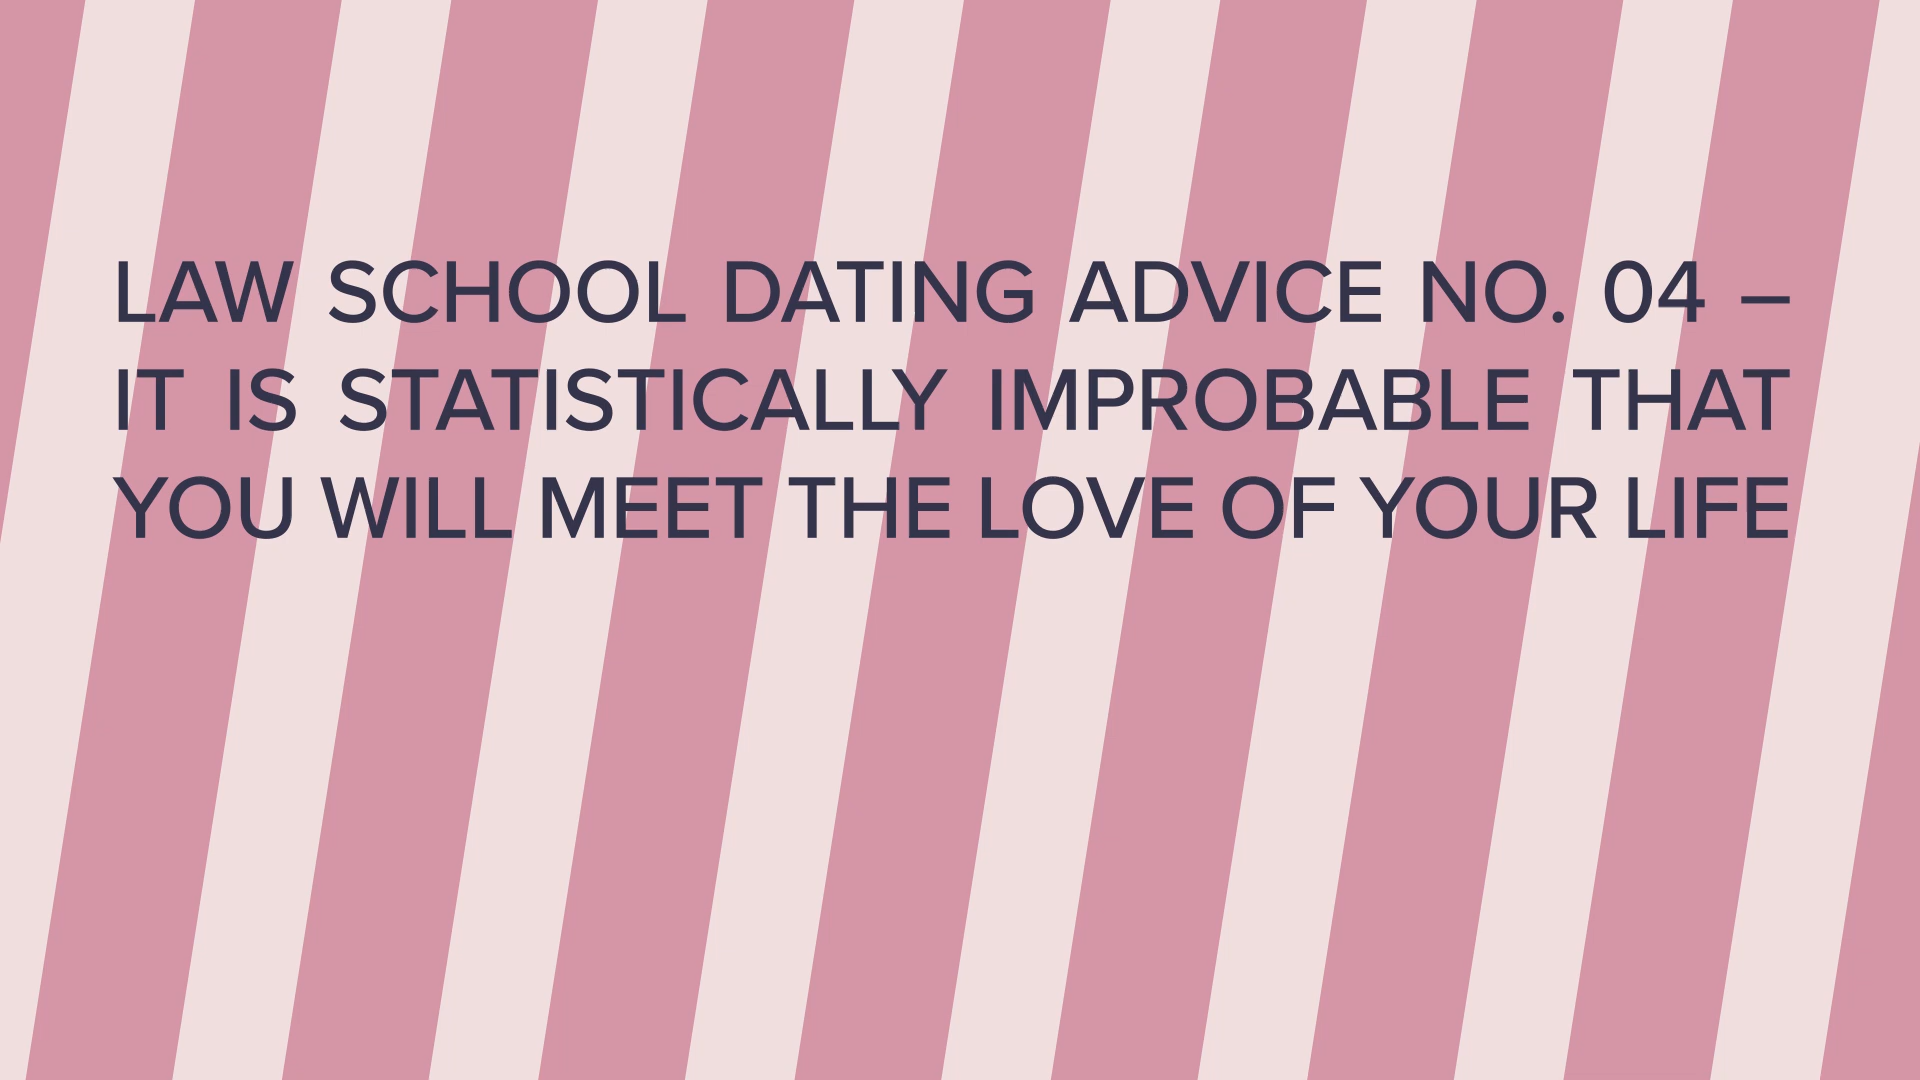 LAW SCHOOL DATING ADVICE NO. 04 –
IT IS STATISTICALLY IMPROBABLE THAT
YOU WILL MEET THE LOVE OF YOUR LIFE